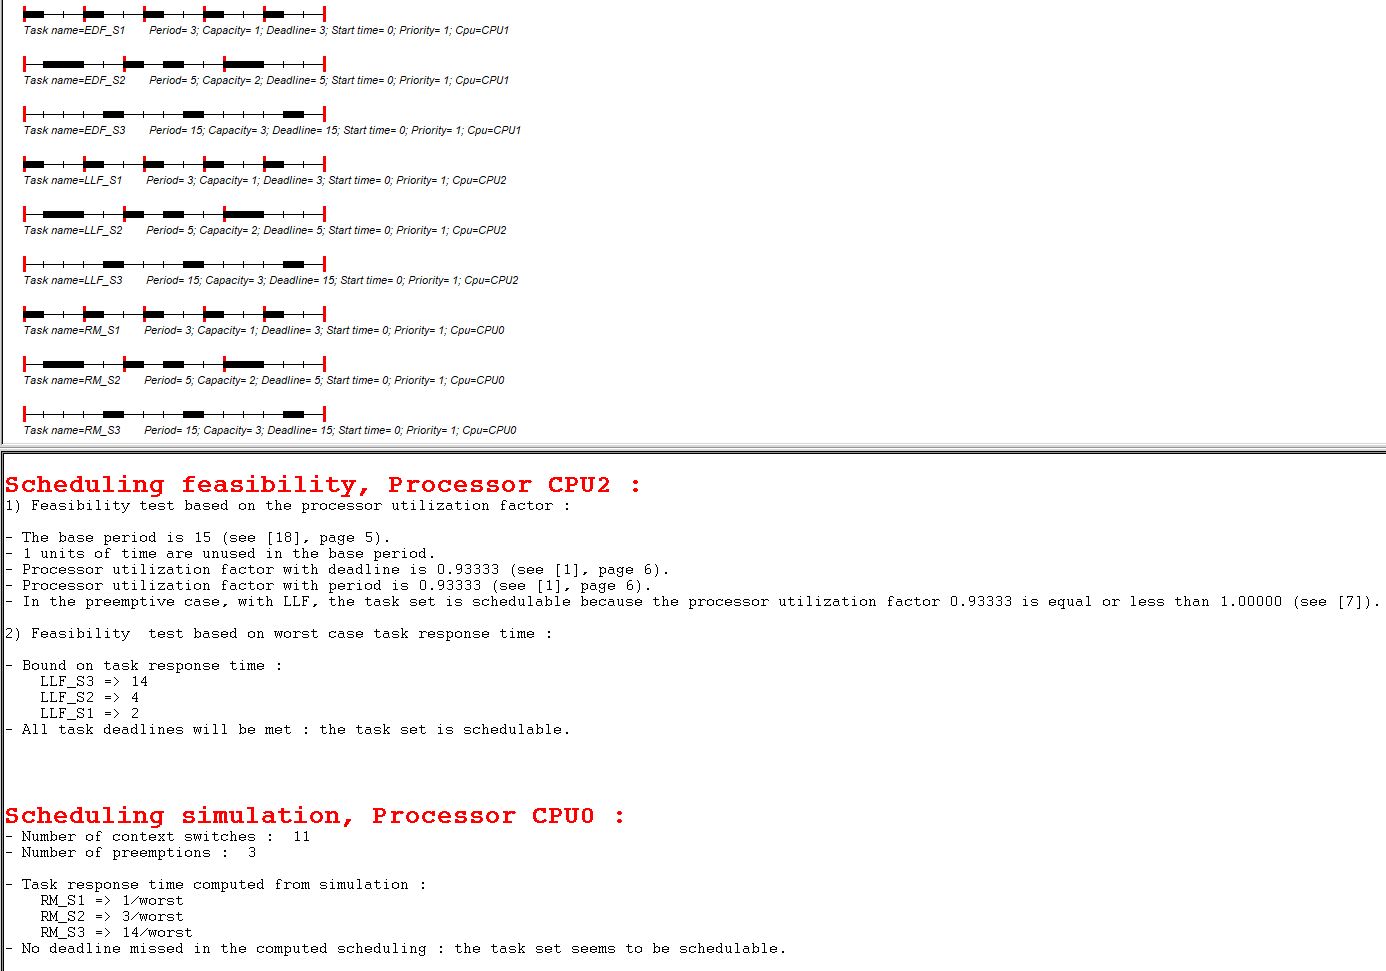 Task name=EDF_S1 Period= 3; Capacity= 1; Deadline= 3; Start time= 0; Priority= 1; Cpu=CPU1
Task name=EDF_S2 Period= 5; Capacity= 2; Deadline= 5; Start time= 0; Priority= 1; Cpu=CPU1
Task name=EDF_S3 Period= 15; Capacity= 3; Deadline= 15; Start time= 0; Priority= 1; Cpu=CPU1
Task name=LLF_S1 Period= 3; Capacity= 1; Deadline= 3; Start time= 0; Priority= 1; Cpu=CPU2
Task name=LLF_S2 Period= 5; Capacity= 2; Deadline= 5; Start time= 0; Priority= 1; Cpu=CPU2
Task name=LLF_S3 Period= 15; Capacity= 3; Deadline= 15; Start time= 0; Priority= 1; Cpu=CPU2
Task name=RM_S1 Period= 3; Capacity= 1; Deadline= 3; Start time= 0; Priority= 1; Cpu=CPU0
Task name=RM_S2 Period= 5; Capacity= 2; Deadline= 5; Start time= 0; Priority= 1; Cpu=CPU0
Task name=RM_S3 Period= 15; Capacity= 3; Deadline= 15; Start time= 0; Priority= 1; Cpu=CPU0
Scheduling feasibility, Processor CPU2 :
1) Feasibility test based on the processor utilization factor :
- The base period is 15 (see [18], page 5).
- 1 units of time are unused in the base period.
- Processor utilization factor with deadline is 0.93333 (see [1], page 6).
- Processor utilization factor with period is 0.93333 (see [1], page 6).
- In the preemptive case, with LLF, the task set is schedulable because the processor utilization factor 0.93333 is equal or less than 1.00000 (see [7]).
2) Feasibility test based on worst case task response time :
- Bound on task response time :
LLF_S3 => 14
LLF_S2 => 4
LLF_S1 => 2
- All task deadlines will be met : the task set is schedulable.
Scheduling simulation, Processor CPU0 :
- Number of context switches : 11
- Number of preemptions : 3
- Task response time computed from simulation :
RM_S1 => 1/worst
RM_S2 => 3/worst
RM_S3 => 14/worst
- No deadline missed in the computed scheduling : the task set seems to be schedulable.